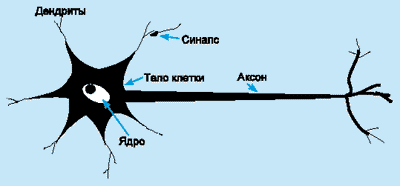 Дендриты
Синапс
Тело клетки
Аксон
Ядро